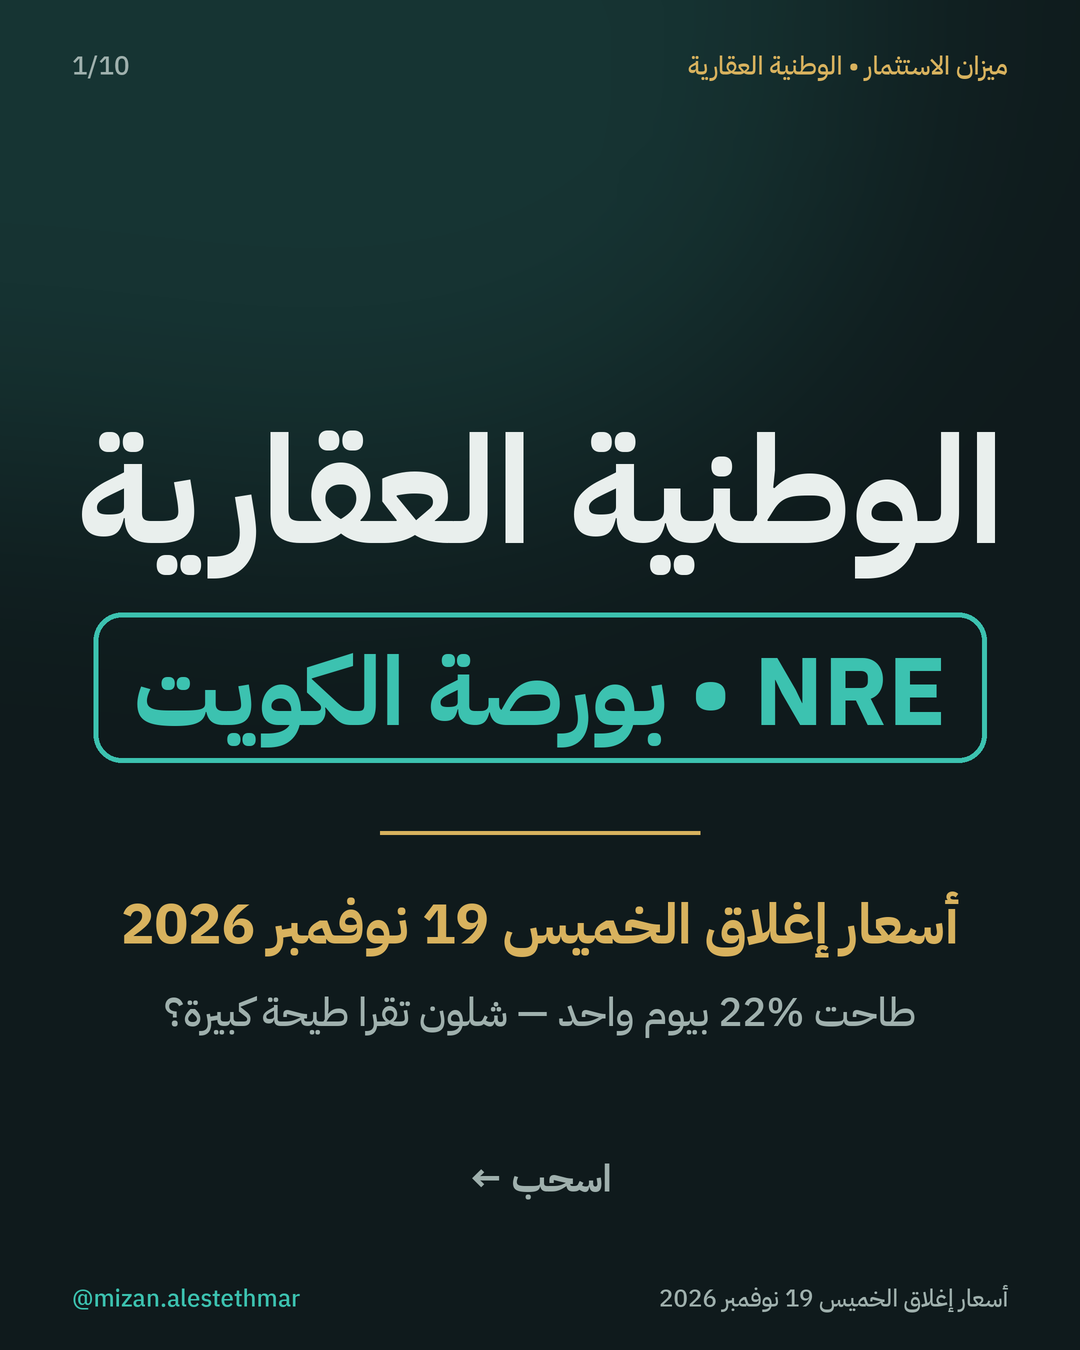 ميزان الاستثمار • الوطنية العقارية
1/10
الوطنية العقارية
NRE • بورصة الكويت
أسعار إغلاق الخميس 19 نوفمبر 2026
طاحت 22% بيوم واحد — شلون تقرا طيحة كبيرة؟
اسحب ←
أسعار إغلاق الخميس 19 نوفمبر 2026
@mizan.alestethmar